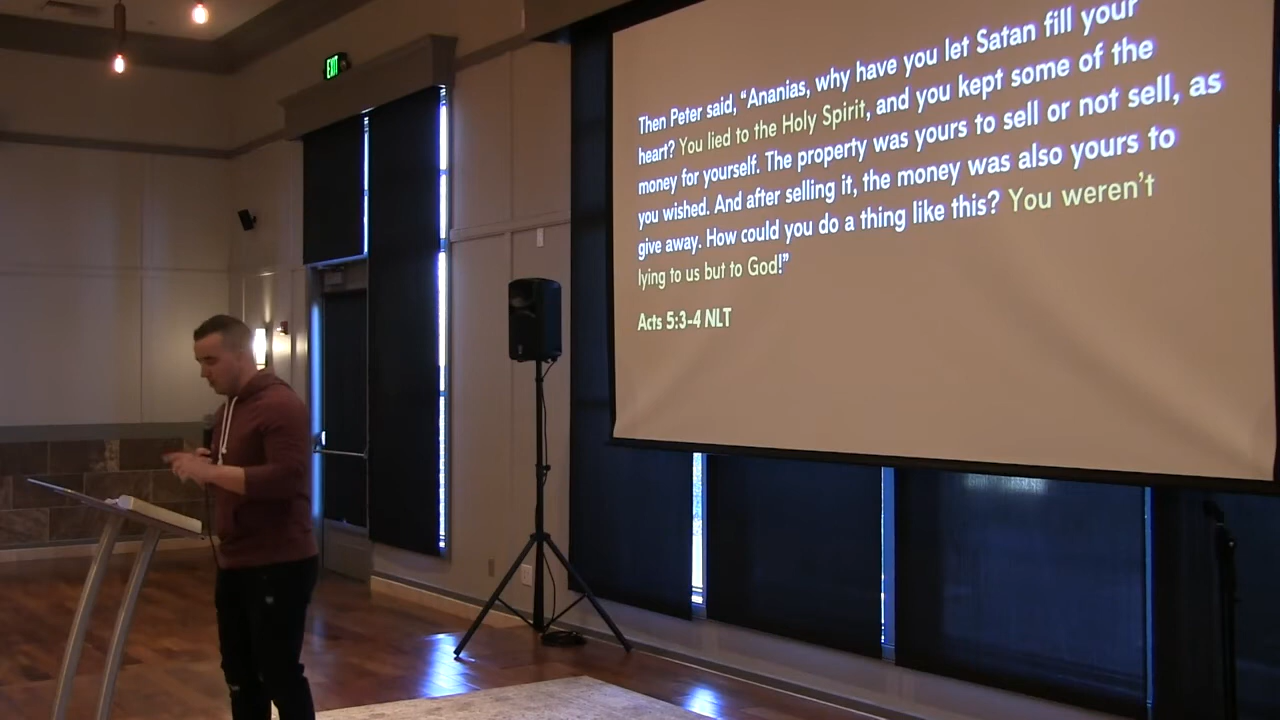 EXIT
Then Peter said, “Ananias, why have you let Satan fill your
heart? You lied to the Holy Spirit, and you kept some of the
money for yourself. The property was yours to sell or not sell, as
you wished. And after selling it, the money was also yours to
give away. How could you do a thing like this? You weren’t
lying to us but to God!”
Acts 5:3-4 NLT